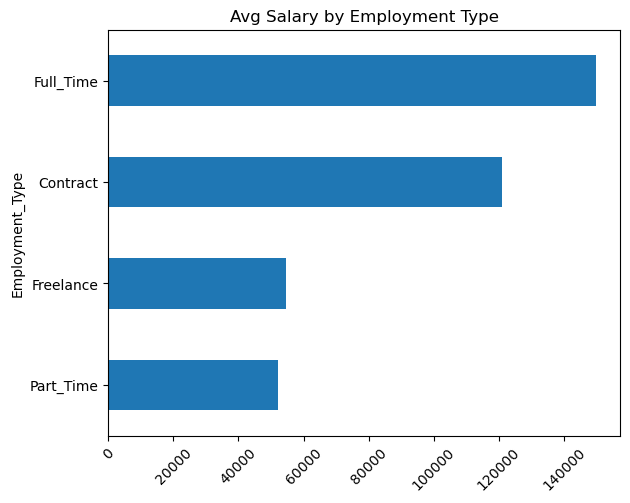 Avg Salary by Employment Type
Employment_Type
Full_Time
Contract
Freelance
Part_Time
0
20000
40000
60000
80000
100000
120000
140000